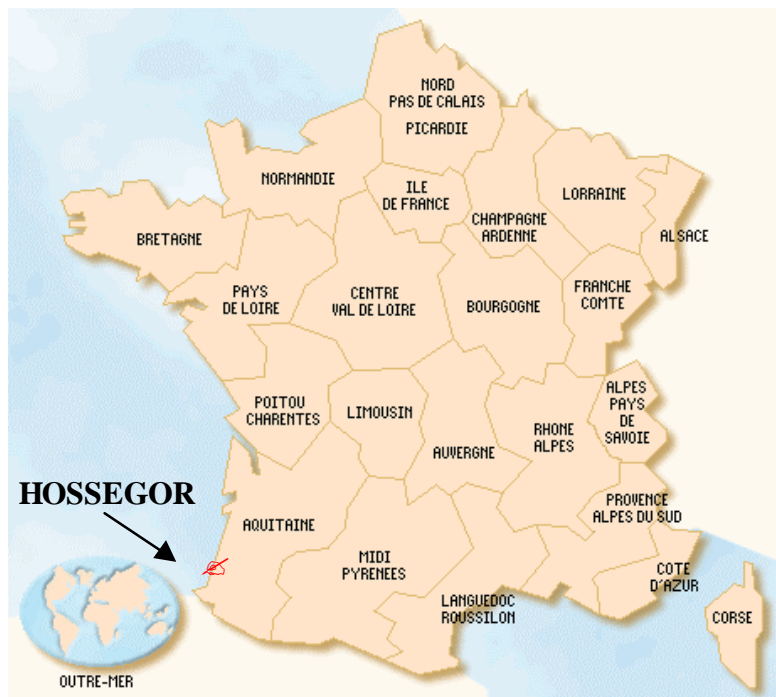 NORD
PAS DE CALAIS
PICARDIE
NORMANDIE
ILE
DE FRANCE
LORRAINE
CHAMPAGNE
ARDENNE
ALSACE
BRETAGNE
PAYS
DE LOIRE
CENTRE
VAL DE LOIRE
BOURGOGNE
FRANCHE
COMTE
POITOU
CHARENTES
LIMOUSIN
AUVERGNE
RHONE
ALPES
ALPES
PAYS
DE
SAVOIE
HOSSEGOR
AQUITAINE
MIDI
PYRENEES
PROVENCE
ALPES DU SUD
COTE
D'AZUR
LANGUEDOC
ROUSSILON
CORSE
OUTRE-MER